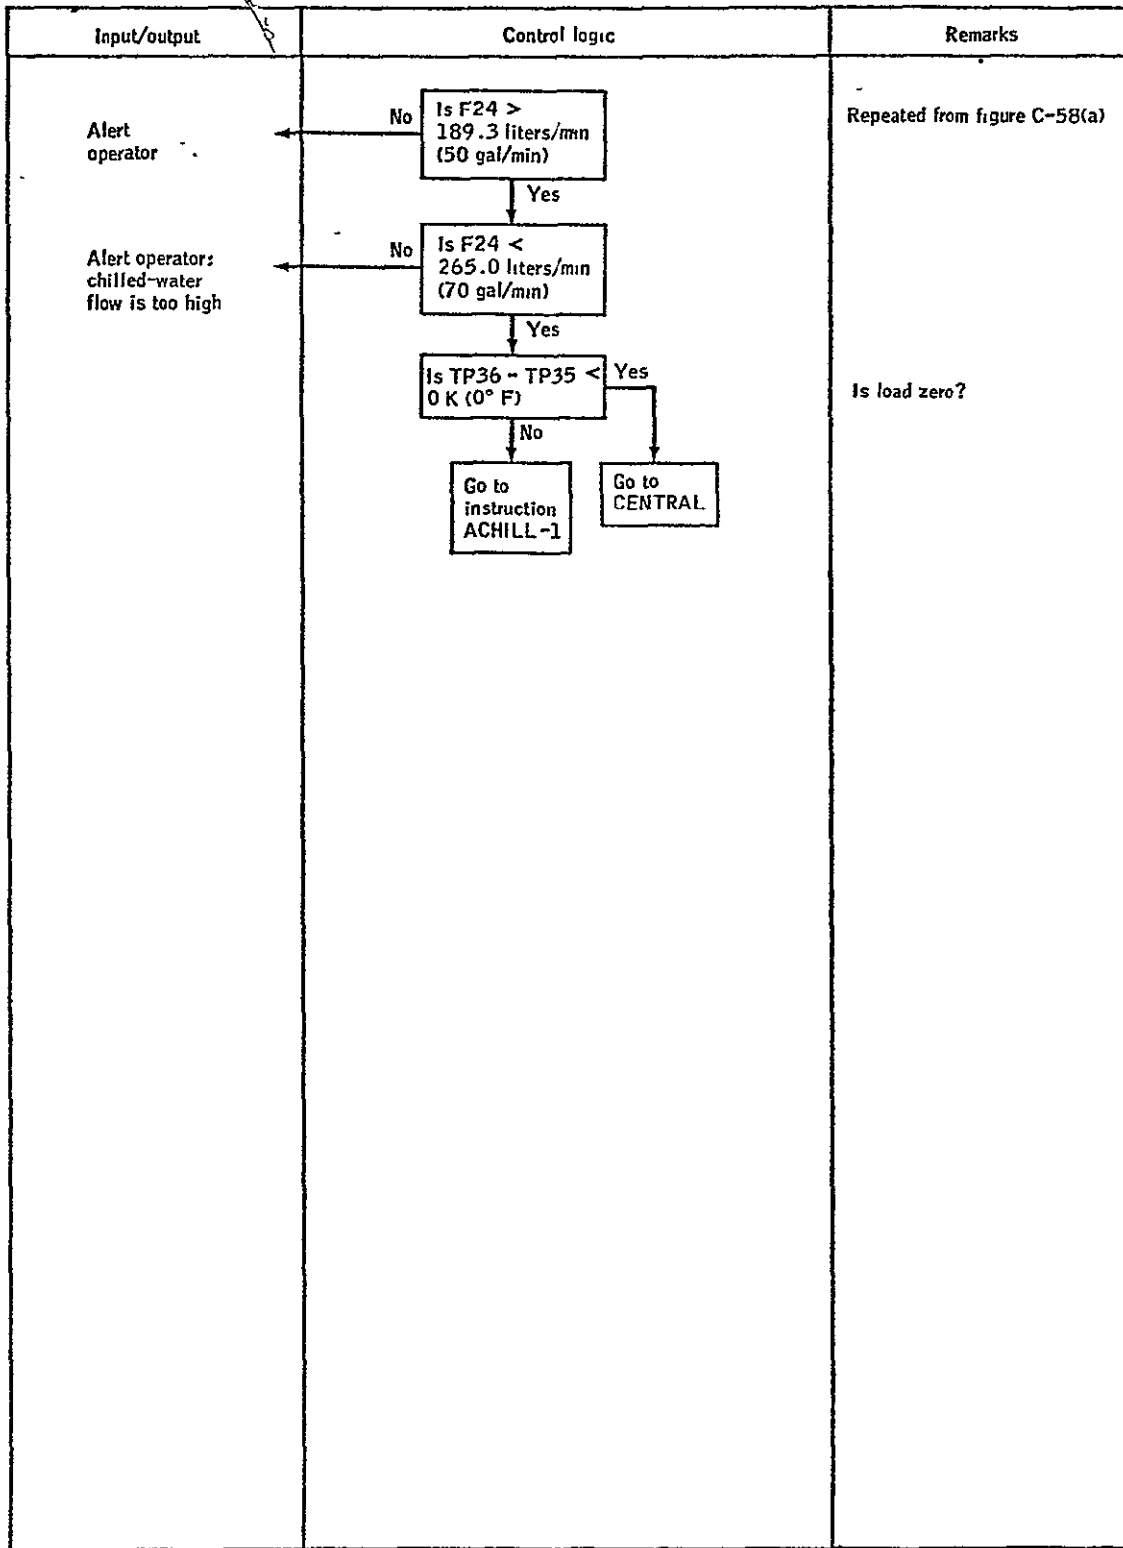 Input/output
Control logic
Remarks
Alert
operator
No
Is F24 >
189.3 liters/min
(50 gal/min)
Repeated from figure C-58(a)
Yes
Alert operator:
chilled-water
flow is too high
No
Is F24 <
265.0 liters/min
(70 gal/min)
Yes
Is TP36 - TP35 <
0 K (0° F)
Yes
Is load zero?
No
Go to
instruction
ACHILL-1
Go to
CENTRAL